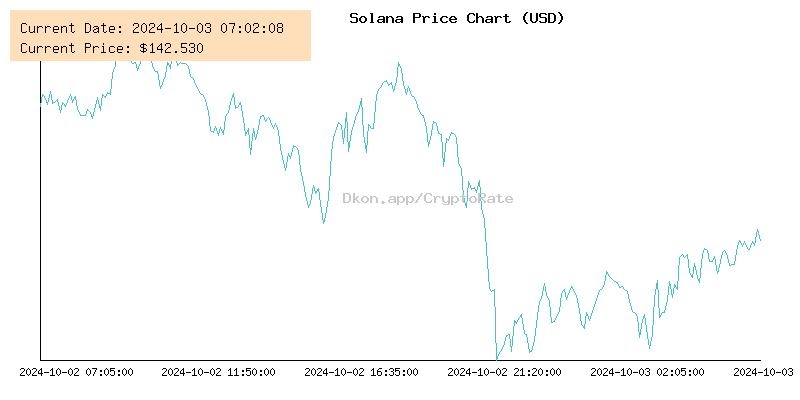 Solana Price Chart (USD)
Current Date: 2024-10-03 07:02:08
Current Price: $142.530
Dkon.app/CryptoRate
2024-10-02 07:05:00
2024-10-02 11:50:00
2024-10-02 16:35:00
2024-10-02 21:20:00
2024-10-03 02:05:00
2024-10-03